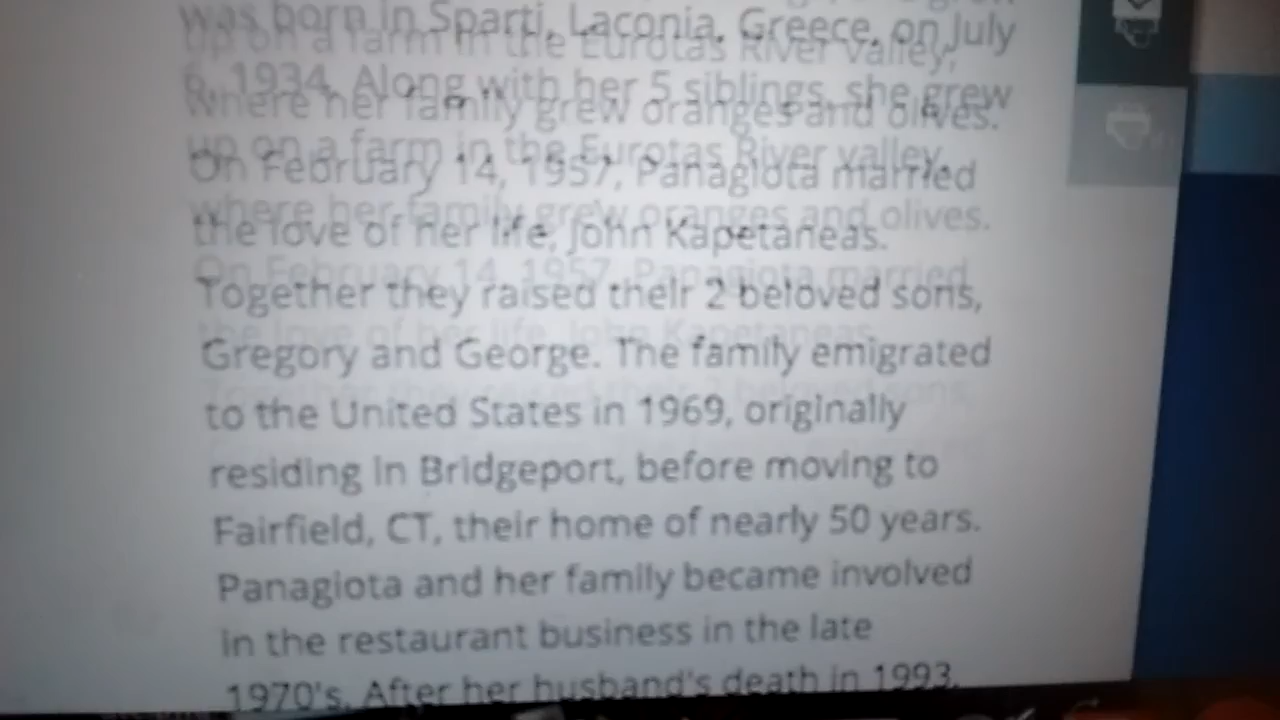 was born in Sparti, Laconia, Greece, on July
6, 1934. Along with her 5 siblings, she grew
up on a farm in the Eurotas River valley,
where her family grew oranges and olives.
On February 14, 1957, Panagiota married
the love of her life, John Kapetaneas.
Together they raised their 2 beloved sons,
Gregory and George. The family emigrated
to the United States in 1969, originally
residing in Bridgeport, before moving to
Fairfield, CT, their home of nearly 50 years.
Panagiota and her family became involved
in the restaurant business in the late
1970's. After her husband's death in 1993,